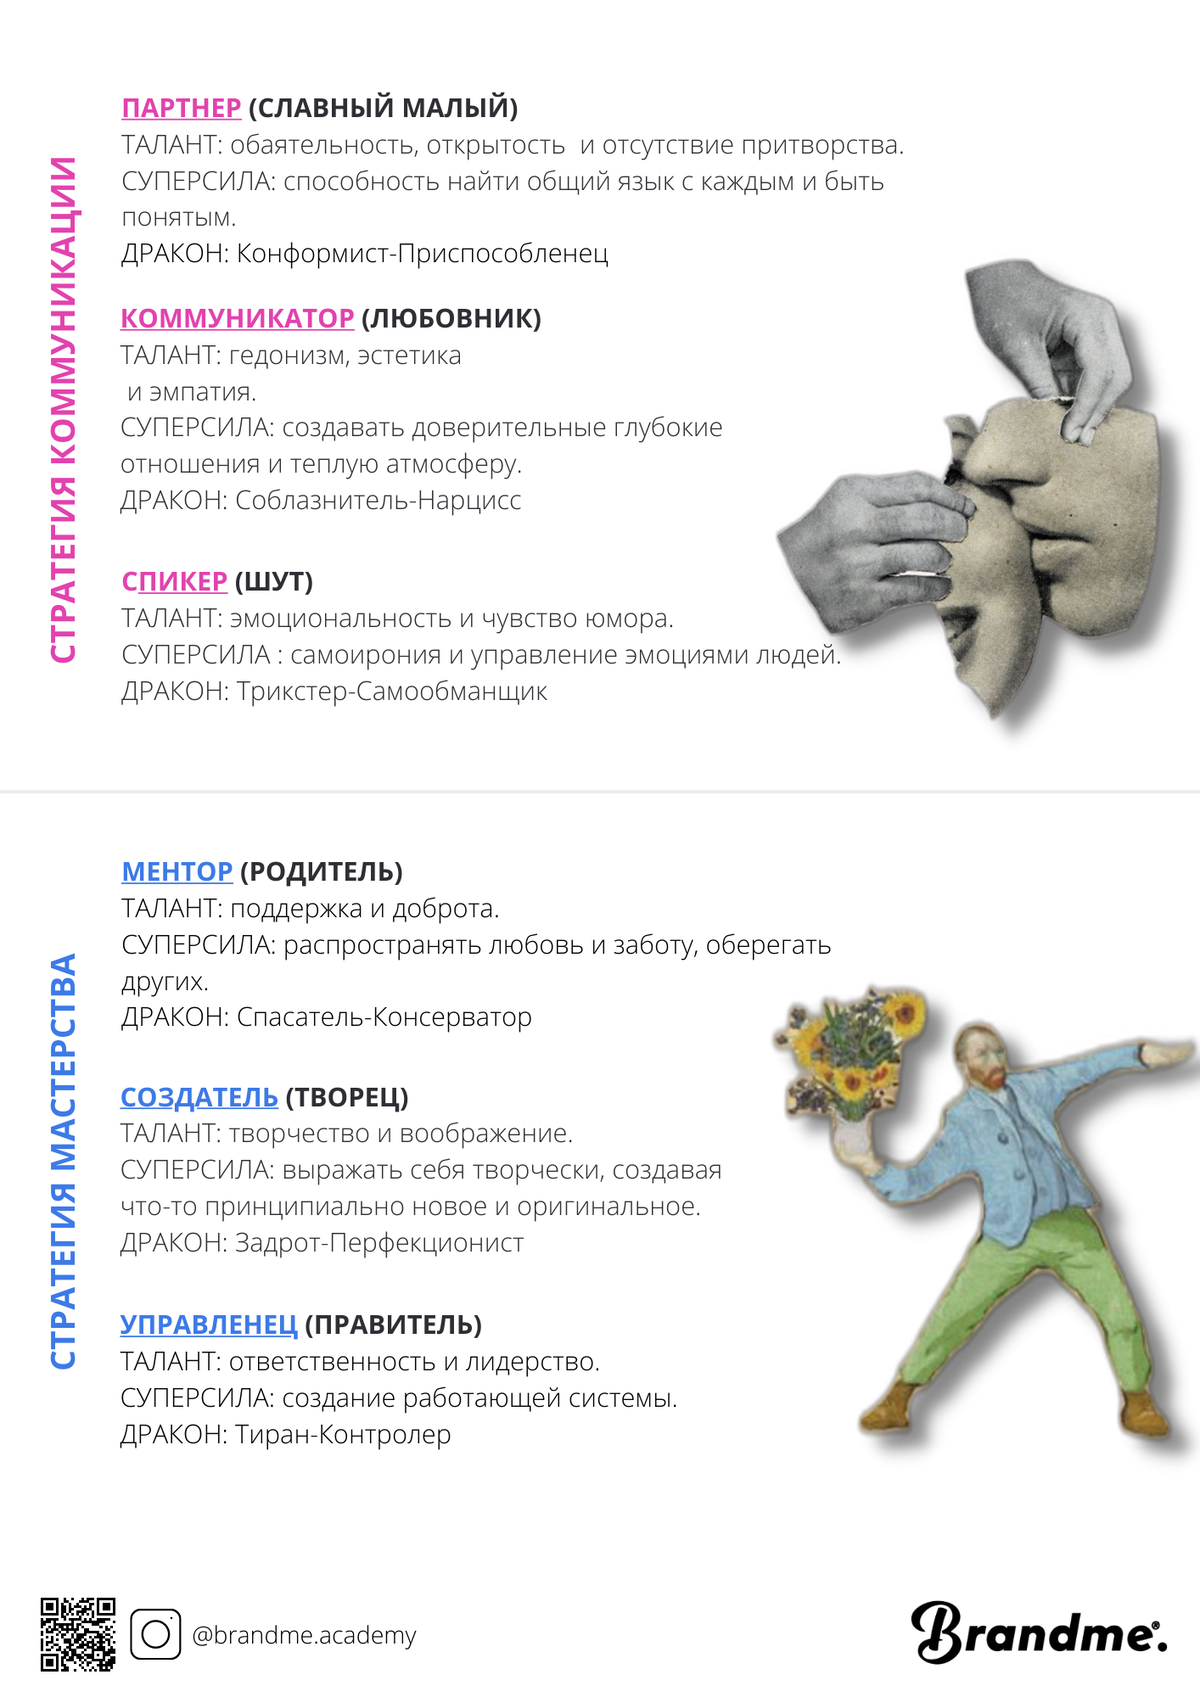 СТРАТЕГИЯ КОММУНИКАЦИИ
ПАРТНЕР (СЛАВНЫЙ МАЛЫЙ)
ТАЛАНТ: обаятельность, открытость  и отсутствие притворства.
СУПЕРСИЛА: способность найти общий язык с каждым и быть
понятым.
ДРАКОН: Конформист-Приспособленец
КОММУНИКАТОР (ЛЮБОВНИК)
ТАЛАНТ: гедонизм, эстетика
и эмпатия.
СУПЕРСИЛА: создавать доверительные глубокие
отношения и теплую атмосферу.
ДРАКОН: Соблазнитель-Нарцисс
СПИКЕР (ШУТ)
ТАЛАНТ: эмоциональность и чувство юмора.
СУПЕРСИЛА : самоирония и управление эмоциями людей.
ДРАКОН: Трикстер-Самообманщик
СТРАТЕГИЯ МАСТЕРСТВА
МЕНТОР (РОДИТЕЛЬ)
ТАЛАНТ: поддержка и доброта.
СУПЕРСИЛА: распространять любовь и заботу, оберегать
других.
ДРАКОН: Спасатель-Консерватор
СОЗДАТЕЛЬ (ТВОРЕЦ)
ТАЛАНТ: творчество и воображение.
СУПЕРСИЛА: выражать себя творчески, создавая
что-то принципиально новое и оригинальное.
ДРАКОН: Задрот-Перфекционист
УПРАВЛЕНЕЦ (ПРАВИТЕЛЬ)
ТАЛАНТ: ответственность и лидерство.
СУПЕРСИЛА: создание работающей системы.
ДРАКОН: Тиран-Контролер
@brandme.academy
Brandme®.